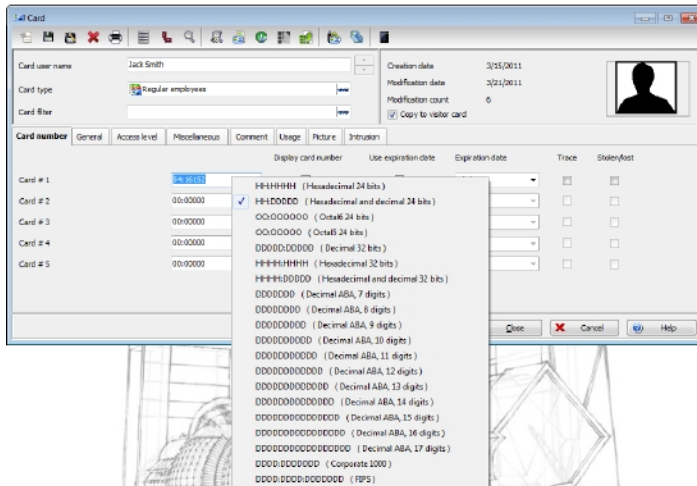 Card
Card user name Jack Smith
Creation date 3/15/2011
Modification date 3/21/2011
Card type Regular employees
Modification count 6
Card filter
Copy to visitor card
Card number General Access level Miscellaneous Comment Usage Picture Intrusion
Display card number Use expiration date Expiration date Trace Stolen/lost
Card # 1
Card # 2 00:00000
Card # 3 00:00000
Card # 4 00:00000
Card # 5 00:00000
HH:HHHH (Hexadecimal 24 bits)
HH:DDDDD (Hexadecimal and decimal 24 bits)
OO:OOOOOO (Octal6 24 bits)
OO:OOOOO (Octal5 24 bits)
DDDDD:DDDDD (Decimal 32 bits)
HHHH:HHHH (Hexadecimal 32 bits)
HHHH:DDDDD (Hexadecimal and decimal 32 bits)
DDDDDDD (Decimal ABA, 7 digits)
DDDDDDDD (Decimal ABA, 8 digits)
DDDDDDDDD (Decimal ABA, 9 digits)
DDDDDDDDDD (Decimal ABA, 10 digits)
DDDDDDDDDDD (Decimal ABA, 11 digits)
DDDDDDDDDDDD (Decimal ABA, 12 digits)
DDDDDDDDDDDDD (Decimal ABA, 13 digits)
DDDDDDDDDDDDDD (Decimal ABA, 14 digits)
DDDDDDDDDDDDDDD (Decimal ABA, 15 digits)
DDDDDDDDDDDDDDDD (Decimal ABA, 16 digits)
DDDDDDDDDDDDDDDDD (Decimal ABA, 17 digits)
DDDD:DDDDDDD (Corporate 1000)
DDDD:DDDD:DDDDDDD (FIPS)
Close Cancel Help